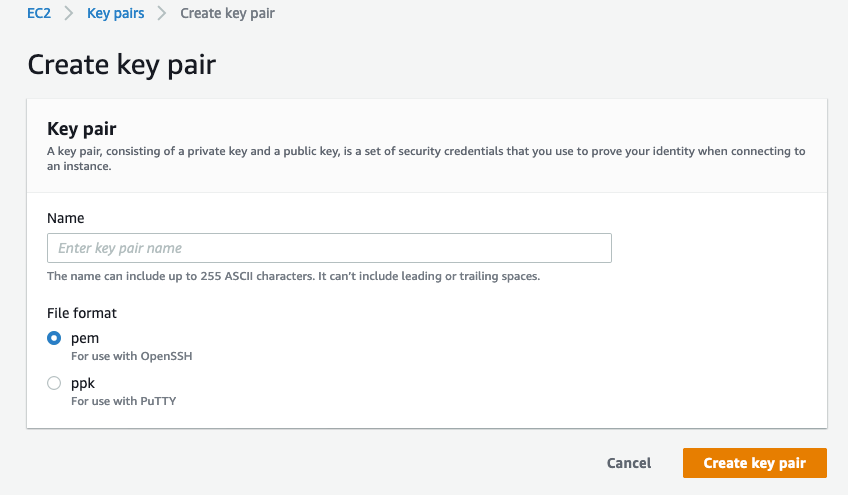 EC2 > Key pairs > Create key pair
Create key pair
Key pair
A key pair, consisting of a private key and a public key, is a set of security credentials that you use to prove your identity when connecting to
an instance.
Name
Enter key pair name
The name can include up to 255 ASCII characters. It can't include leading or trailing spaces.
File format
pem
For use with OpenSSH
ppk
For use with PuTTY
Cancel Create key pair